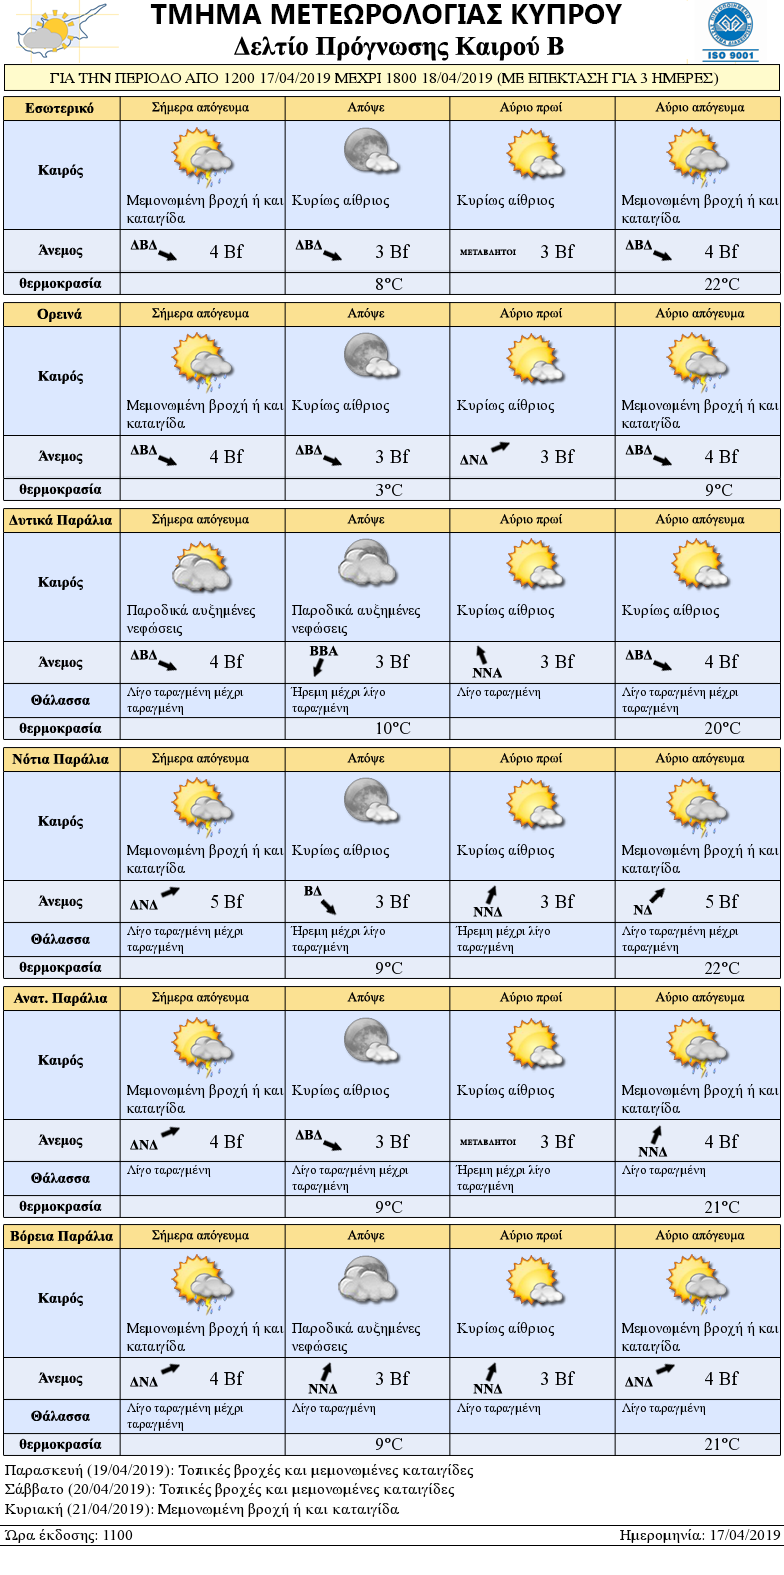 ΤΜΗΜΑ ΜΕΤΕΩΡΟΛΟΓΙΑΣ ΚΥΠΡΟΥ
Δελτίο Πρόγνωσης Καιρού Β
ISO 9001
ΓΙΑ ΤΗΝ ΠΕΡΙΟΔΟ ΑΠΟ 1200 17/04/2019 ΜΕΧΡΙ 1800 18/04/2019 (ΜΕ ΕΠΕΚΤΑΣΗ ΓΙΑ 3 ΗΜΕΡΕΣ)
Εσωτερικό Σήμερα απόγευμα Απόψε Αύριο πρωί Αύριο απόγευμα
Καιρός
Μεμονωμένη βροχή ή και Κυρίως αίθριος Κυρίως αίθριος Μεμονωμένη βροχή ή και
καταιγίδα καταιγίδα
Άνεμος ΔΒΔ 4 Bf ΔΒΔ 3 Bf ΜΕΤΑΒΛΗΤΟΙ 3 Bf ΔΒΔ 4 Bf
θερμοκρασία 8°C 22°C
Ορεινά Σήμερα απόγευμα Απόψε Αύριο πρωί Αύριο απόγευμα
Καιρός
Μεμονωμένη βροχή ή και Κυρίως αίθριος Κυρίως αίθριος Μεμονωμένη βροχή ή και
καταιγίδα καταιγίδα
Άνεμος ΔΒΔ 4 Bf ΔΒΔ 3 Bf ΔΝΔ 3 Bf ΔΒΔ 4 Bf
θερμοκρασία 3°C 9°C
Δυτικά Παράλια Σήμερα απόγευμα Απόψε Αύριο πρωί Αύριο απόγευμα
Καιρός
Παροδικά αυξημένες Παροδικά αυξημένες Κυρίως αίθριος Κυρίως αίθριος
νεφώσεις νεφώσεις
Άνεμος ΔΒΔ 4 Bf ΒΒΑ 3 Bf ΝΝΑ 3 Bf ΔΒΔ 4 Bf
Θάλασσα Λίγο ταραγμένη μέχρι Ήρεμη μέχρι λίγο Λίγο ταραγμένη Λίγο ταραγμένη μέχρι
ταραγμένη ταραγμένη ταραγμένη
θερμοκρασία 10°C 20°C
Νότια Παράλια Σήμερα απόγευμα Απόψε Αύριο πρωί Αύριο απόγευμα
Καιρός
Μεμονωμένη βροχή ή και Κυρίως αίθριος Κυρίως αίθριος Μεμονωμένη βροχή ή και
καταιγίδα καταιγίδα
Άνεμος ΔΝΔ 5 Bf ΒΔ 3 Bf ΝΝΔ 3 Bf ΝΔ 5 Bf
Θάλασσα Λίγο ταραγμένη μέχρι Ήρεμη μέχρι λίγο Ήρεμη μέχρι λίγο Λίγο ταραγμένη μέχρι
ταραγμένη ταραγμένη ταραγμένη ταραγμένη
θερμοκρασία 9°C 22°C
Ανατ. Παράλια Σήμερα απόγευμα Απόψε Αύριο πρωί Αύριο απόγευμα
Καιρός
Μεμονωμένη βροχή ή και Κυρίως αίθριος Κυρίως αίθριος Μεμονωμένη βροχή ή και
καταιγίδα καταιγίδα
Άνεμος ΔΝΔ 4 Bf ΔΒΔ 3 Bf ΜΕΤΑΒΛΗΤΟΙ 3 Bf ΝΝΔ 4 Bf
Θάλασσα Λίγο ταραγμένη Λίγο ταραγμένη μέχρι Ήρεμη μέχρι λίγο Λίγο ταραγμένη
ταραγμένη ταραγμένη
θερμοκρασία 9°C 21°C
Βόρεια Παράλια Σήμερα απόγευμα Απόψε Αύριο πρωί Αύριο απόγευμα
Καιρός
Μεμονωμένη βροχή ή και Παροδικά αυξημένες Κυρίως αίθριος Μεμονωμένη βροχή ή και
καταιγίδα νεφώσεις καταιγίδα
Άνεμος ΔΝΔ 4 Bf ΝΝΔ 3 Bf ΝΝΔ 3 Bf ΔΝΔ 4 Bf
Θάλασσα Λίγο ταραγμένη μέχρι Λίγο ταραγμένη Λίγο ταραγμένη Λίγο ταραγμένη
ταραγμένη
θερμοκρασία 9°C 21°C
Παρασκευή (19/04/2019): Τοπικές βροχές και μεμονωμένες καταιγίδες
Σάββατο (20/04/2019): Τοπικές βροχές και μεμονωμένες καταιγίδες
Κυριακή (21/04/2019): Μεμονωμένη βροχή ή και καταιγίδα
Ώρα έκδοσης: 1100 Ημερομηνία: 17/04/2019